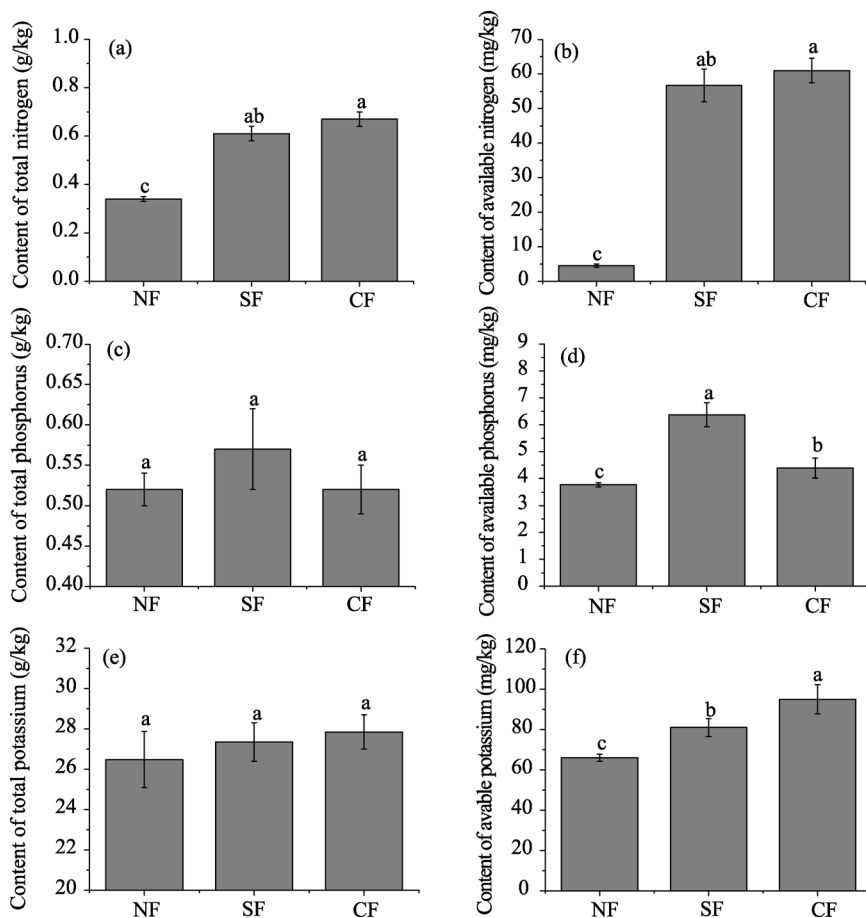 Content of total nitrogen (g/kg)
1.0
0.8
0.6
0.4
0.2
0.0
(a)
c
ab
a
NF
SF
CF
Content of available nitrogen (mg/kg)
70
60
50
40
30
20
10
5
0
(b)
c
ab
a
NF
SF
CF
Content of total phosphorus (g/kg)
0.70
0.65
0.60
0.55
0.50
0.45
0.40
(c)
a
a
a
NF
SF
CF
Content of available phosphorus (mg/kg)
9
8
7
6
5
4
3
2
1
0
(d)
c
a
b
NF
SF
CF
Content of total potassium (g/kg)
32
30
28
26
24
22
20
(e)
a
a
a
NF
SF
CF
Content of avable potassium (mg/kg)
120
100
80
60
40
20
0
(f)
c
b
a
NF
SF
CF